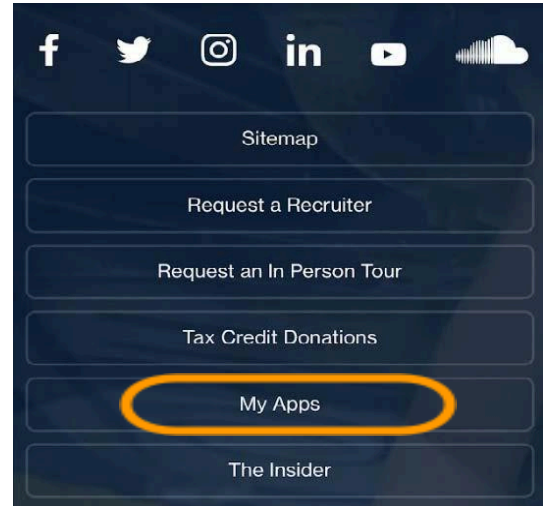 Sitemap
Request a Recruiter
Request an In Person Tour
Tax Credit Donations
My Apps
The Insider